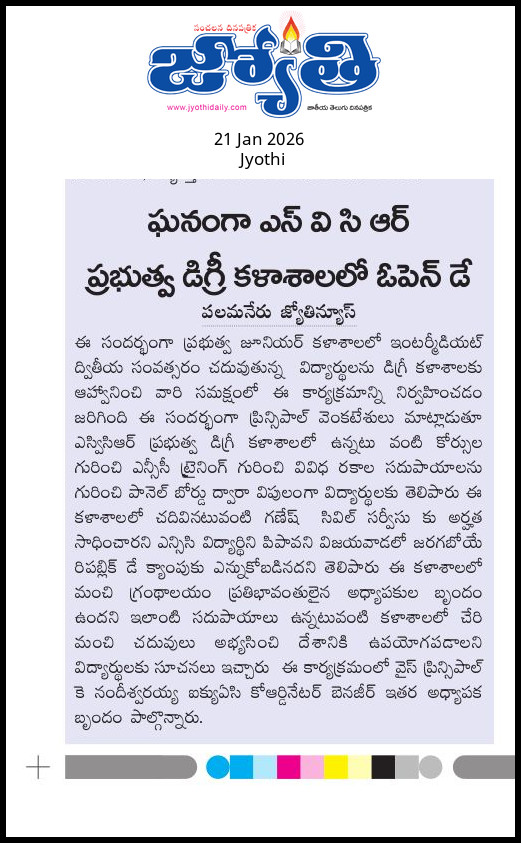 సంచలన దినపత్రిక
జ్యోతి
www.jyothidaily.com
జాతీయ తెలుగు దినపత్రిక
21 Jan 2026
Jyothi
ఘనంగా ఎస్ వి సి ఆర్
ప్రభుత్వ డిగ్రీ కళాశాలలో ఓపెన్ డే
పలమనేరు జ్యోతిన్యూస్
ఈ సందర్భంగా ప్రభుత్వ జూనియర్ కళాశాలలో ఇంటర్మీడియట్
ద్వితీయ సంవత్సరం చదువుతున్న విద్యార్థులను డిగ్రీ కళాశాలకు
ఆహ్వానించి వారి సమక్షంలో ఈ కార్యక్రమాన్ని నిర్వహించడం
జరిగింది ఈ సందర్భంగా ప్రిన్సిపాల్ వెంకటేశులు మాట్లాడుతూ
ఎస్విసిఆర్ ప్రభుత్వ డిగ్రీ కళాశాలలో ఉన్నటు వంటి కోర్సుల
గురించి ఎన్సీసీ ట్రైనింగ్ గురించి వివిధ రకాల సదుపాయాలను
గురించి పానెల్ బోర్డు ద్వారా విపులంగా విద్యార్థులకు తెలిపారు ఈ
కళాశాలలో చదివినటువంటి గణేష్ సివిల్ సర్వీసు కు అర్హత
సాధించారని ఎన్సిసి విద్యార్థిని పిపావని విజయవాడలో జరగబోయే
రిపబ్లిక్ డే క్యాంపుకు ఎన్నుకోబడినదని తెలిపారు ఈ కళాశాలలో
మంచి గ్రంథాలయం ప్రతిభావంతులైన అధ్యాపకుల బృందం
ఉందని ఇలాంటి సదుపాయాలు ఉన్నటువంటి కళాశాలలో చేరి
మంచి చదువులు అభ్యసించి దేశానికి ఉపయోగపడాలని
విద్యార్థులకు సూచనలు ఇచ్చారు ఈ కార్యక్రమంలో వైస్ ప్రిన్సిపాల్
కె నందీశ్వరయ్య ఐక్యుఏసి కోఆర్డినేటర్ బెనజీర్ ఇతర అధ్యాపక
బృందం పాల్గొన్నారు.